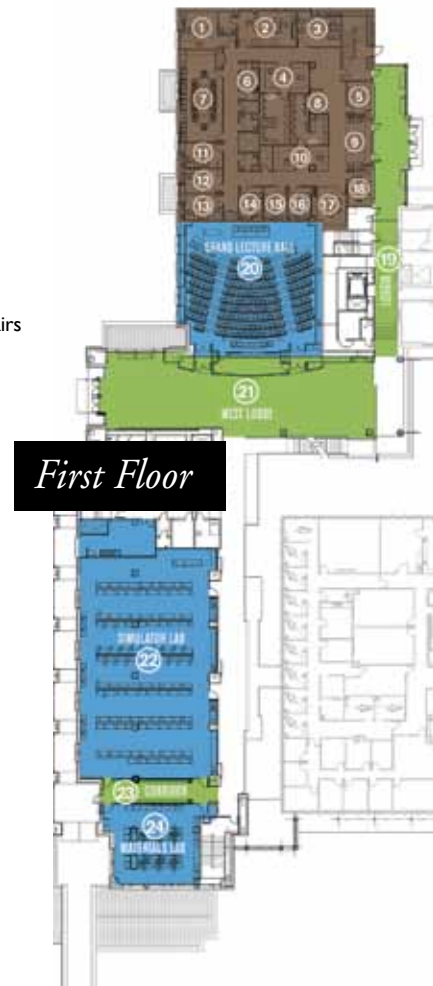 1
2
3
4
5
6
7
8
9
10
11
12
13
14
15
16
17
18
19
LOBBY
GRAND LECTURE HALL
20
irs
21
WEST LOBBY
First Floor
SIMULATOR LAB
22
23 CORRIDOR
24
MATERIALS LAB